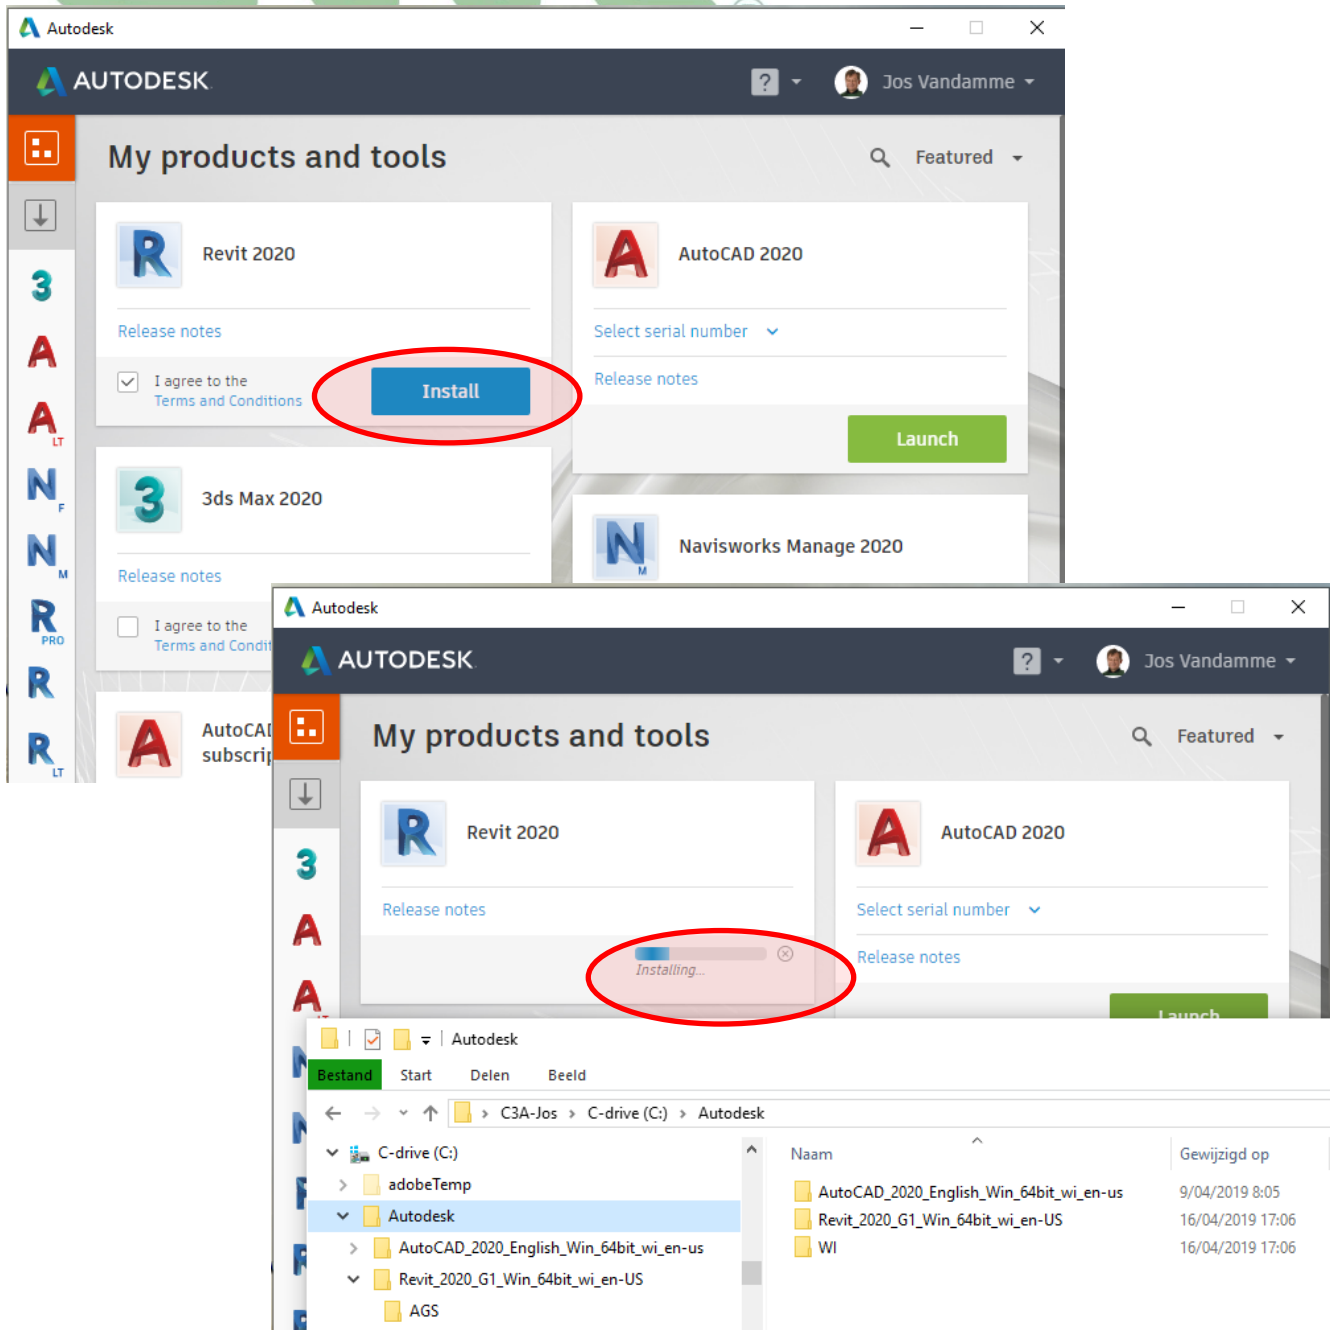 Autodesk
AUTODESK
? Jos Vandamme
My products and tools
Featured
Revit 2020
Release notes
I agree to the
Terms and Conditions
Install
AutoCAD 2020
Select serial number
Release notes
Launch
3ds Max 2020
Release notes
I agree to the
Navisworks Manage 2020
LT
F
M
PRO
LT
Autodesk
AUTODESK
? Jos Vandamme
My products and tools
Featured
Revit 2020
Release notes
Installing...
AutoCAD 2020
Select serial number
Release notes
Launch
Autodesk
Bestand Start Delen Beeld
C3A-Jos > C-drive (C:) > Autodesk
C-drive (C:)
adobeTemp
Autodesk
AutoCAD_2020_English_Win_64bit_wi_en-us
Revit_2020_G1_Win_64bit_wi_en-US
AGS
Naam Gewijzigd op
AutoCAD_2020_English_Win_64bit_wi_en-us 9/04/2019 8:05
Revit_2020_G1_Win_64bit_wi_en-US 16/04/2019 17:06
WI 16/04/2019 17:06